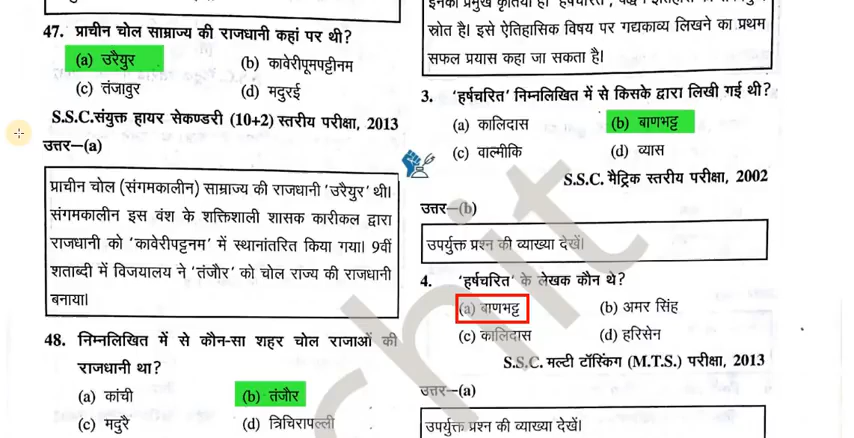 47. प्राचीन चोल साम्राज्य की राजधानी कहां पर थी?
(a) उरैयुर (b) कावेरीपूमपट्टीनम
(c) तंजावुर (d) मदुरई
S.S.C.संयुक्त हायर सेकण्डरी (10+2) स्तरीय परीक्षा, 2013
उत्तर—(a)
प्राचीन चोल (संगमकालीन) साम्राज्य की राजधानी 'उरैयुर' थी।
संगमकालीन इस वंश के शक्तिशाली शासक कारीकल द्वारा
राजधानी को 'कावेरीपट्टनम' में स्थानांतरित किया गया। 9वीं
शताब्दी में विजयालय ने 'तंजौर' को चोल राज्य की राजधानी
बनाया।
48. निम्नलिखित में से कौन-सा शहर चोल राजाओं की
राजधानी था?
(a) कांची (b) तंजौर
(c) मदुरै (d) त्रिचिरापल्ली
स्रोत है। इसे ऐतिहासिक विषय पर गद्यकाव्य लिखने का प्रथम
सफल प्रयास कहा जा सकता है।
3. 'हर्षचरित' निम्नलिखित में से किसके द्वारा लिखी गई थी?
(a) कालिदास (b) बाणभट्ट
(c) वाल्मीकि (d) व्यास
S.S.C. मैट्रिक स्तरीय परीक्षा, 2002
उत्तर—(b)
उपर्युक्त प्रश्न की व्याख्या देखें।
4. 'हर्षचरित' के लेखक कौन थे?
(a) बाणभट्ट (b) अमर सिंह
(c) कालिदास (d) हरिसेन
S.S.C. मल्टी टॉस्किंग (M.T.S.) परीक्षा, 2013
उत्तर—(a)
उपर्युक्त प्रश्न की व्याख्या देखें।